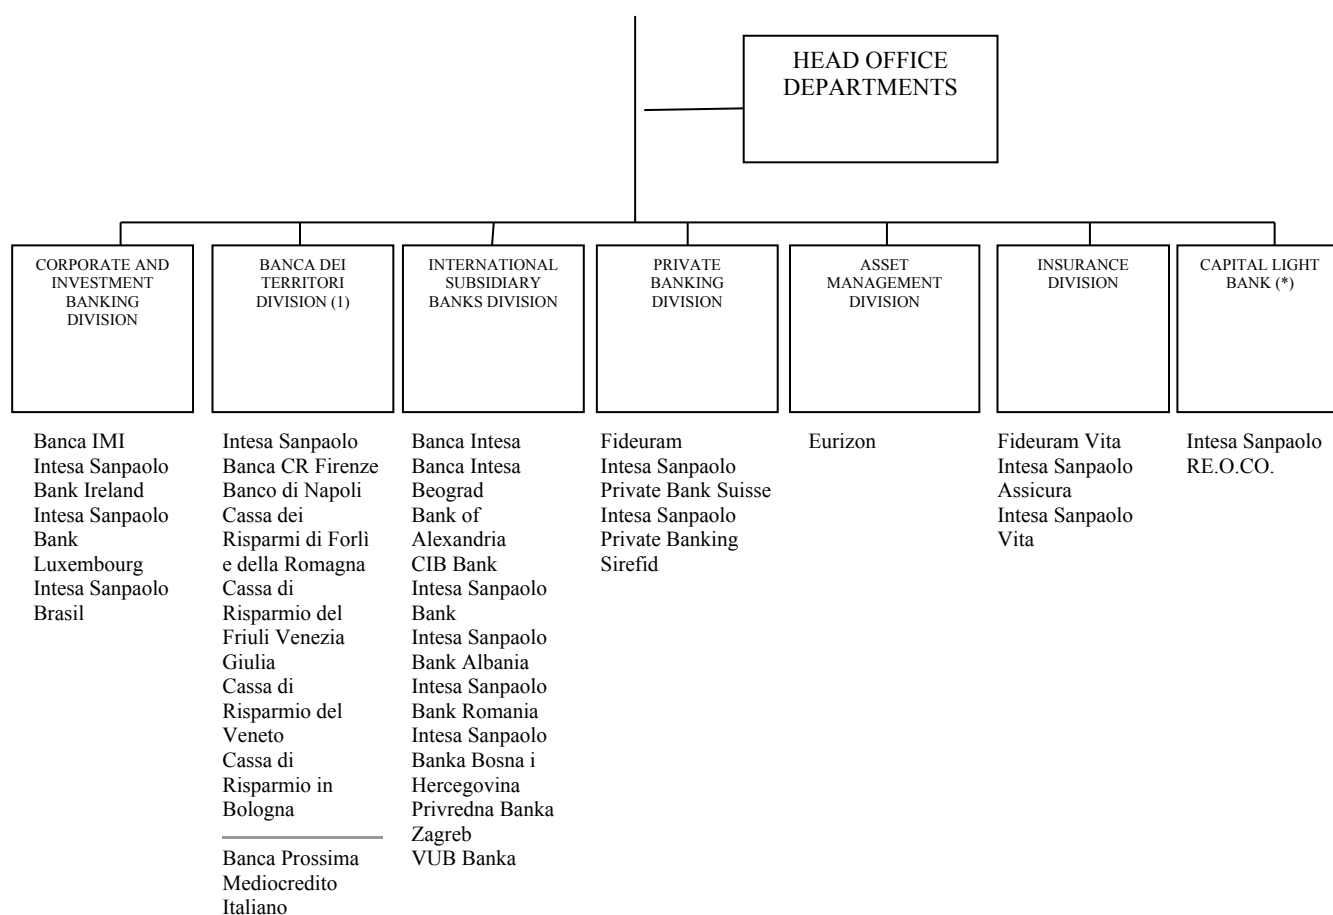 HEAD OFFICE
DEPARTMENTS
CORPORATE AND
INVESTMENT
BANKING
DIVISION
BANCA DEI
TERRITORI
DIVISION (1)
INTERNATIONAL
SUBSIDIARY
BANKS DIVISION
PRIVATE
BANKING
DIVISION
ASSET
MANAGEMENT
DIVISION
INSURANCE
DIVISION
CAPITAL LIGHT
BANK (*)
Banca IMI
Intesa Sanpaolo
Bank Ireland
Intesa Sanpaolo
Bank
Luxembourg
Intesa Sanpaolo
Brasil
Intesa Sanpaolo
Banca CR Firenze
Banco di Napoli
Cassa dei
Risparmi di Forlì
e della Romagna
Cassa di
Risparmio del
Friuli Venezia
Giulia
Cassa di
Risparmio del
Veneto
Cassa di
Risparmio in
Bologna
Banca Prossima
Mediocredito
Italiano
Banca Intesa
Banca Intesa
Beograd
Bank of
Alexandria
CIB Bank
Intesa Sanpaolo
Bank
Intesa Sanpaolo
Bank Albania
Intesa Sanpaolo
Bank Romania
Intesa Sanpaolo
Banka Bosna i
Hercegovina
Privredna Banka
Zagreb
VUB Banka
Fideuram
Intesa Sanpaolo
Private Bank Suisse
Intesa Sanpaolo
Private Banking
Sirefid
Eurizon
Fideuram Vita
Intesa Sanpaolo
Assicura
Intesa Sanpaolo
Vita
Intesa Sanpaolo
RE.O.CO.